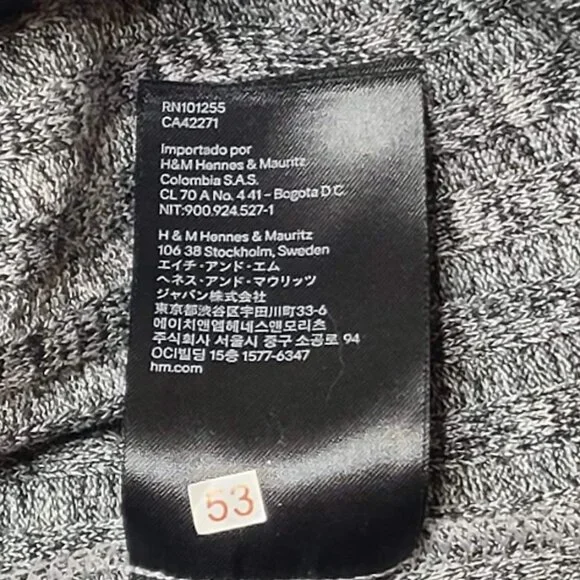 RN101255
CA42271
Importado por
H&M Hennes & Mauritz
Colombia S.A.S.
CL 70 A No. 4 41 – Bogota D.C.
NIT:900.924.527-1
H & M Hennes & Mauritz
106 38 Stockholm, Sweden
エイチ・アンド・エム
ヘネス・アンド・マウリッツ
ジャパン株式会社
東京都渋谷区宇田川町33-6
에이치앤엠헤네스앤모리츠
주식회사 서울시 중구 소공로 94
OCI빌딩 15층 1577-6347
hm.com
53